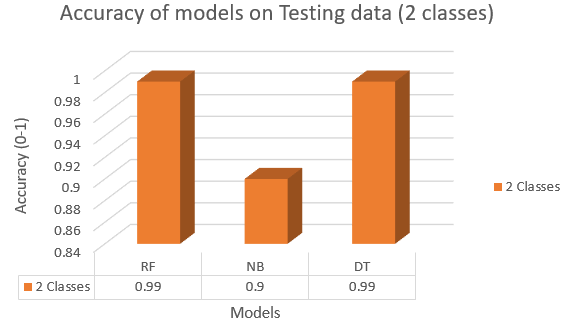 Accuracy of models on Testing data (2 classes)
1
0.98
0.96
0.94
0.92
0.9
0.88
0.86
0.84
Accuracy (0-1)
2 Classes
RF NB DT
2 Classes 0.99 0.9 0.99
Models